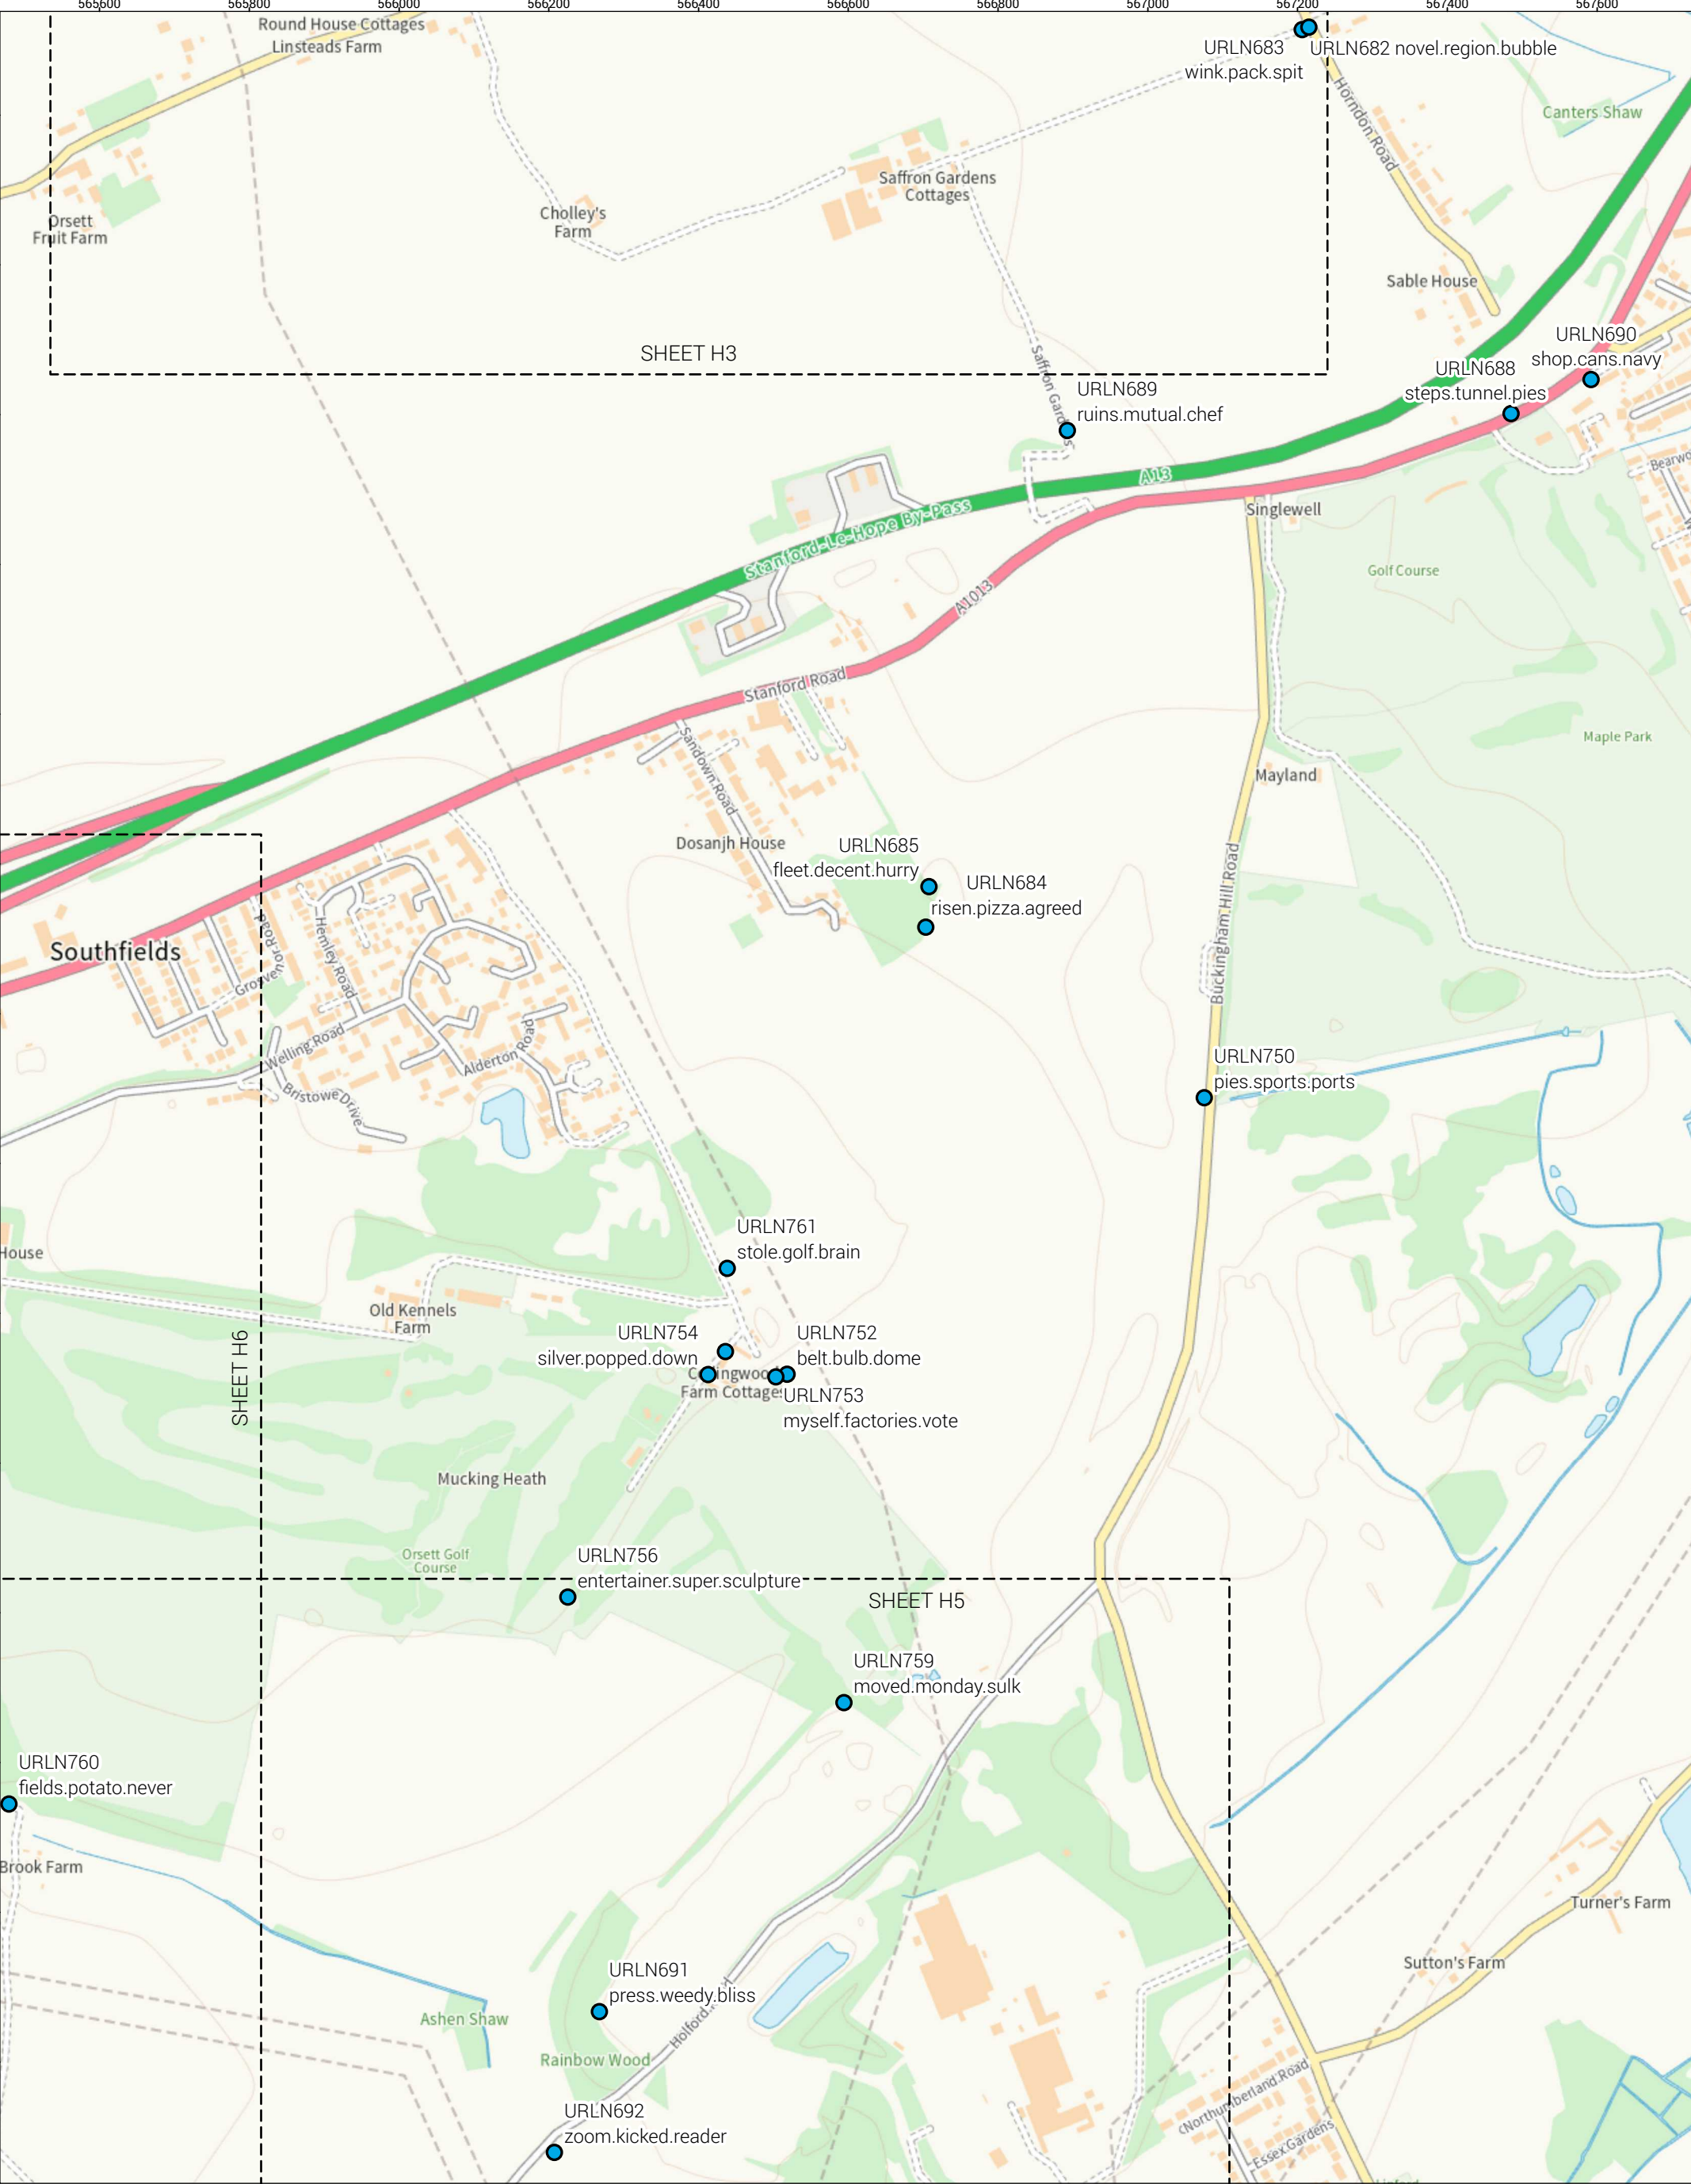 565600 565800 566000 566200 566400 566600 566800 567000 567200 567400 567600
Round House Cottages
Linsteads Farm
URLN683
wink.pack.spit
URLN682 novel.region.bubble
Horndon Road
Canters Shaw
Saffron Gardens
Cottages
Orsett
Fruit Farm
Cholley's
Farm
Sable House
SHEET H3
URLN690
shop.cans.navy
URLN688
steps.tunnel.pies
URLN689
ruins.mutual.chef
A13
Singlewell
Stanford-Le-Hope By-Pass
Golf Course
A1013
Stanford Road
Sandown Road
Maple Park
Mayland
Dosanjh House
URLN685
fleet.decent.hurry
URLN684
risen.pizza.agreed
Buckingham Hill Road
Southfields
Hemley Road
Welling Road
Alderton Road
Bristowe Drive
URLN750
pies.sports.ports
URLN761
stole.golf.brain
House
Old Kennels
Farm
SHEET H6
URLN754
silver.popped.down
URLN752
belt.bulb.dome
Farm Cottages
URLN753
myself.factories.vote
Mucking Heath
Orsett Golf
Course
URLN756
entertainer.super.sculpture
SHEET H5
URLN759
moved.monday.sulk
URLN760
fields.potato.never
Brook Farm
Turner's Farm
Sutton's Farm
URLN691
press.weedy.bliss
Ashen Shaw
Holford
Rainbow Wood
Northumberland Road
Essex Gardens
URLN692
zoom.kicked.reader